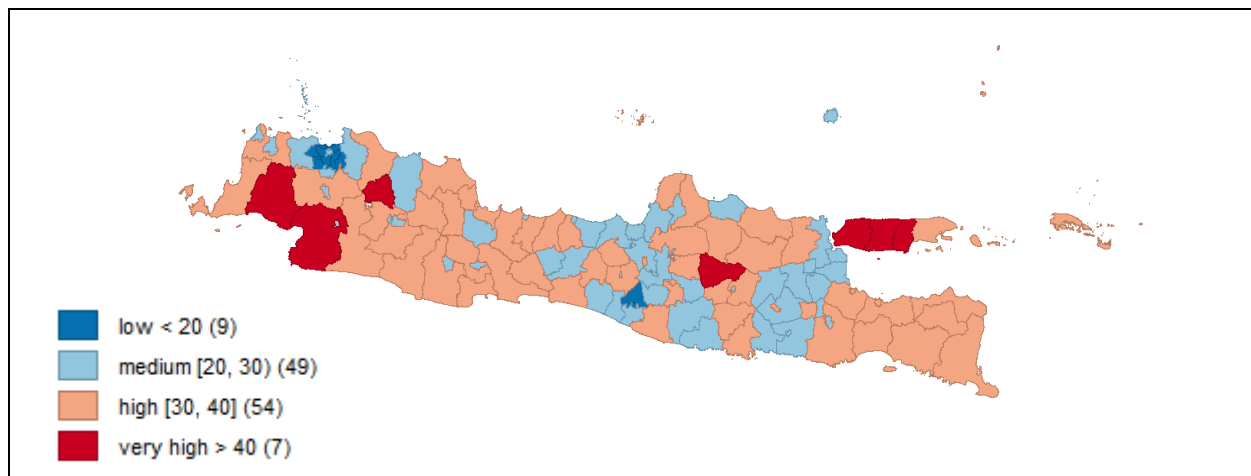 low < 20 (9)
medium [20, 30) (49)
high [30, 40] (54)
very high > 40 (7)